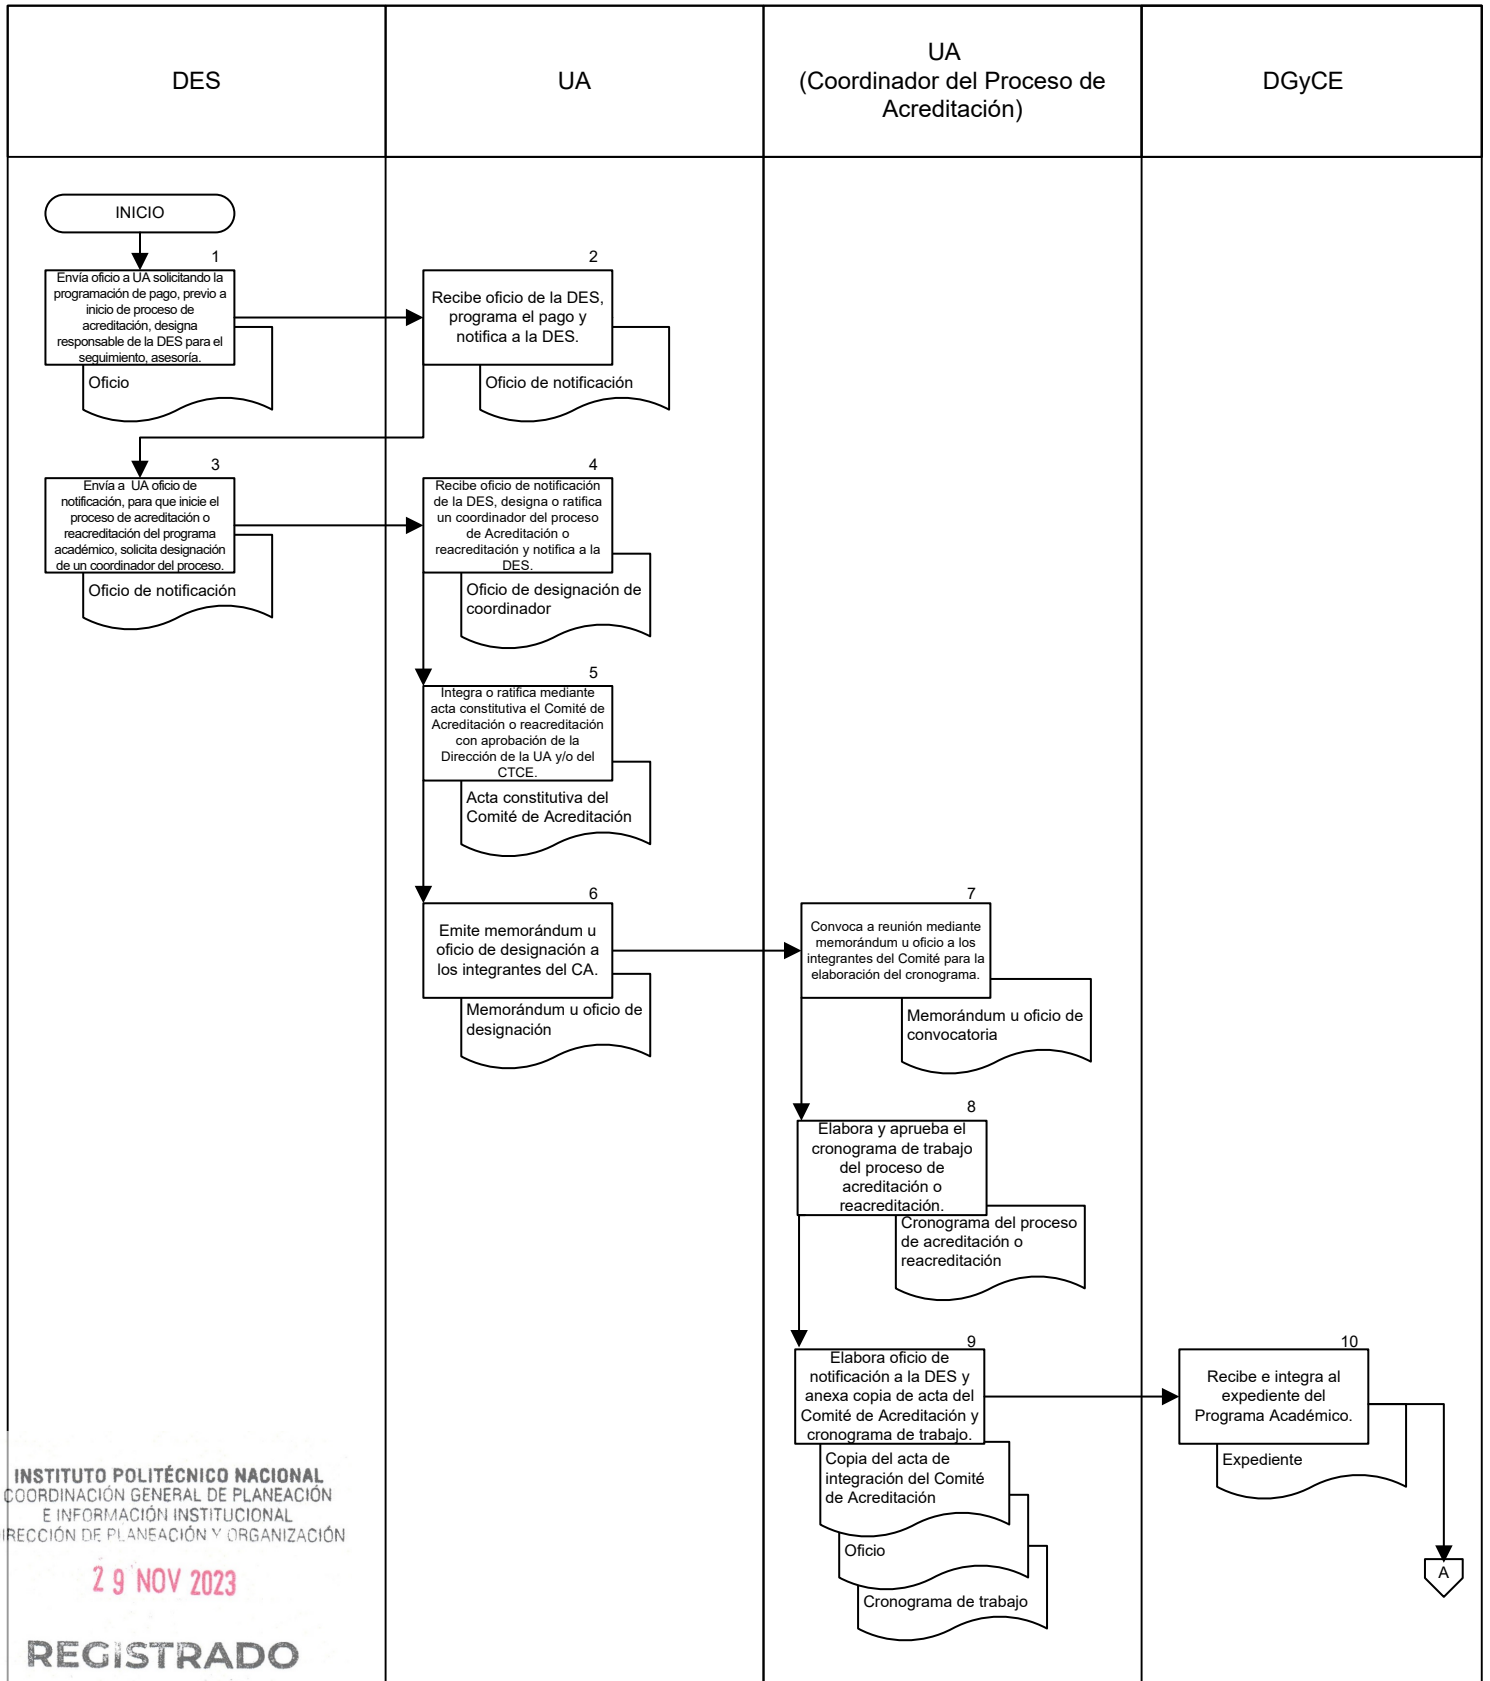 DES
UA
UA
(Coordinador del Proceso de
Acreditación)
DGyCE
INICIO
1
Envía oficio a UA solicitando la
programación de pago, previo a
inicio de proceso de
acreditación, designa
responsable de la DES para el
seguimiento, asesoría.
Oficio
2
Recibe oficio de la DES,
programa el pago y
notifica a la DES.
Oficio de notificación
3
Envía a UA oficio de
notificación, para que inicie el
proceso de acreditación o
reacreditación del programa
académico, solicita designación
de un coordinador del proceso.
Oficio de notificación
4
Recibe oficio de notificación
de la DES, designa o ratifica
un coordinador del proceso
de Acreditación o
reacreditación y notifica a la
DES.
Oficio de designación de
coordinador
5
Integra o ratifica mediante
acta constitutiva el Comité de
Acreditación o reacreditación
con aprobación de la
Dirección de la UA y/o del
CTCE.
Acta constitutiva del
Comité de Acreditación
6
Emite memorándum u
oficio de designación a
los integrantes del CA.
Memorándum u oficio de
designación
7
Convoca a reunión mediante
memorándum u oficio a los
integrantes del Comité para la
elaboración del cronograma.
Memorándum u oficio de
convocatoria
8
Elabora y aprueba el
cronograma de trabajo
del proceso de
acreditación o
reacreditación.
Cronograma del proceso
de acreditación o
reacreditación
9
Elabora oficio de
notificación a la DES y
anexa copia de acta del
Comité de Acreditación y
cronograma de trabajo.
Copia del acta de
integración del Comité
de Acreditación
Oficio
Cronograma de trabajo
10
Recibe e integra al
expediente del
Programa Académico.
Expediente
A
INSTITUTO POLITÉCNICO NACIONAL
COORDINACIÓN GENERAL DE PLANEACIÓN
E INFORMACIÓN INSTITUCIONAL
IRECCIÓN DE PLANEACIÓN Y ORGANIZACIÓN
29 NOV 2023
REGISTRADO